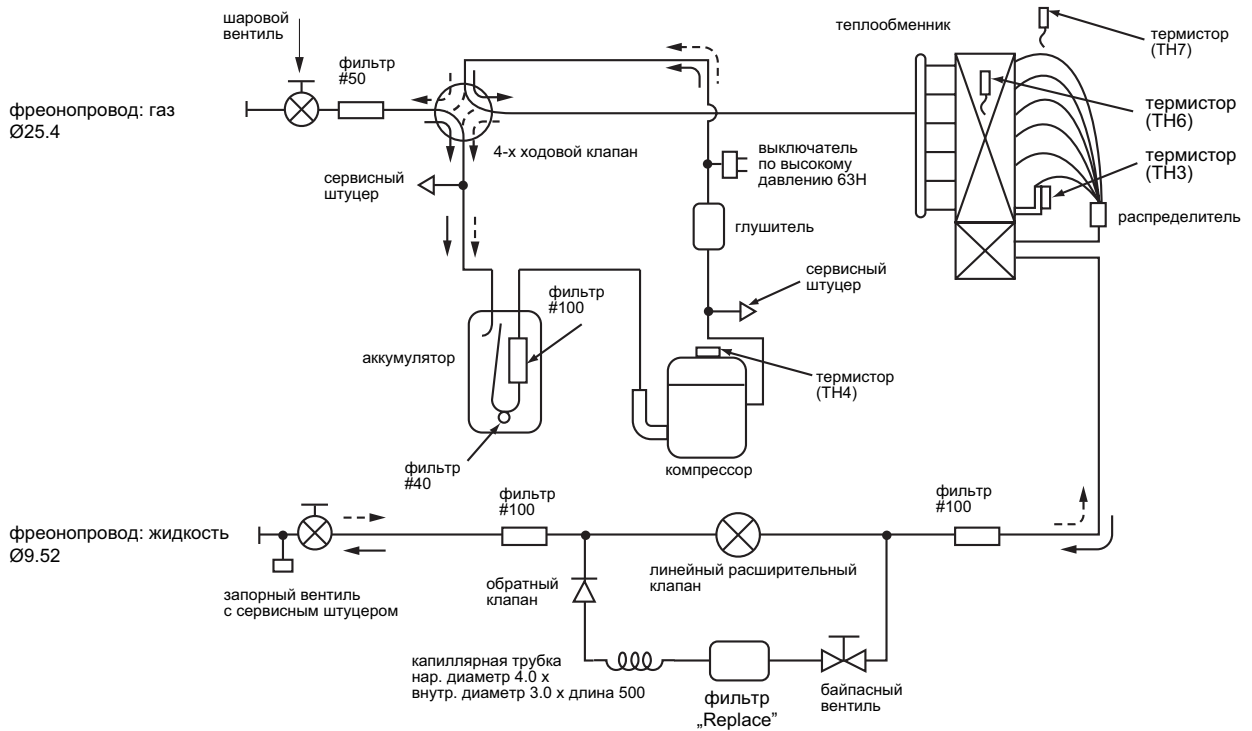 шаровой
вентиль
фильтр
#50
фреонопровод: газ
Ø25.4
4-х ходовой клапан
сервисный
штуцер
выключатель
по высокому
давлению 63H
глушитель
сервисный
штуцер
теплообменник
термистор
(TH7)
термистор
(TH6)
термистор
(TH3)
распределитель
фильтр
#100
аккумулятор
фильтр
#40
термистор
(TH4)
компрессор
фреонопровод: жидкость
Ø9.52
запорный вентиль
с сервисным штуцером
фильтр
#100
обратный
клапан
линейный расширительный
клапан
фильтр
#100
капиллярная трубка
нар. диаметр 4.0 x
внутр. диаметр 3.0 x длина 500
фильтр
„Replace”
байпасный
вентиль